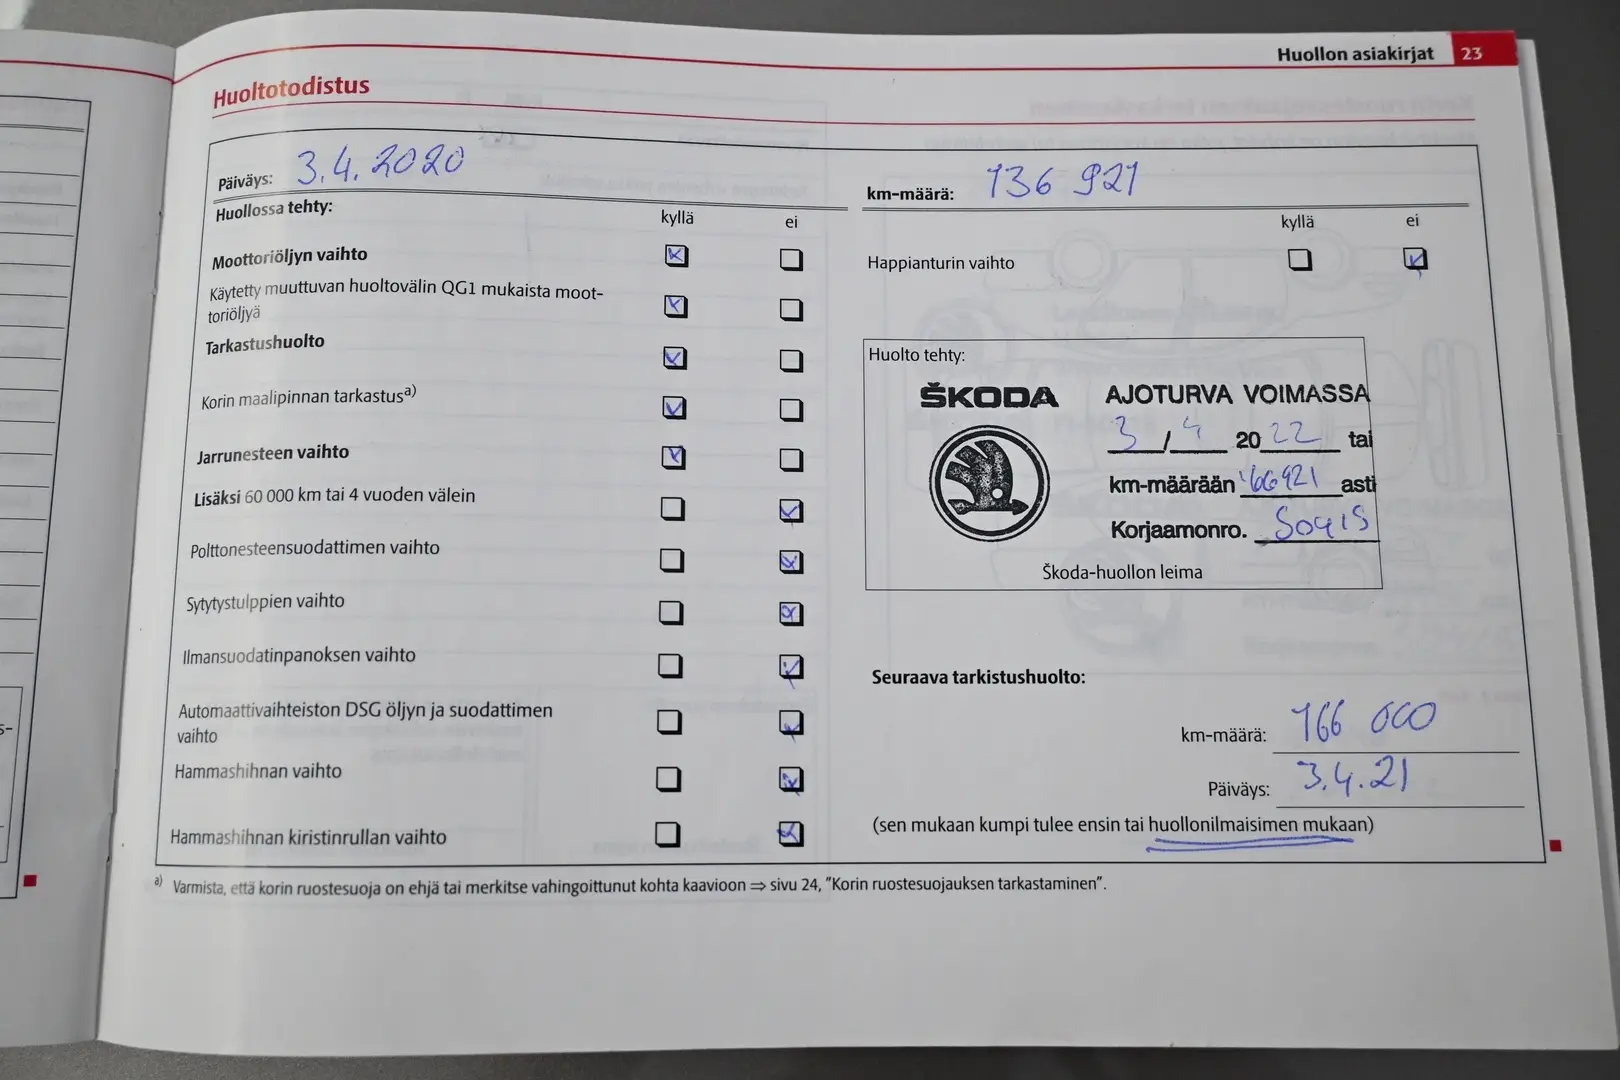 Huollon asiakirjat 23
Huoltotodistus
Päiväys: 3.4.2020
km-määrä: 136 921
Huollossa tehty:
kyllä ei
Moottoriöljyn vaihto
Käytetty muuttuvan huoltovälin QG1 mukaista moot-
toriöljyä
Tarkastushuolto
Korin maalipinnan tarkastus a)
Jarrunesteen vaihto
Lisäksi 60 000 km tai 4 vuoden välein
Polttonesteensuodattimen vaihto
Sytytystulppien vaihto
Ilmansuodatinpanoksen vaihto
Automaattivaihteiston DSG öljyn ja suodattimen
vaihto
Hammashihnan vaihto
Hammashihnan kiristinrullan vaihto
kyllä ei
Happianturin vaihto
Huolto tehty:
ŠKODA
AJOTURVA VOIMASSA
3 / 4 2022 tai
km-määrään 166921 asti
Korjaamonro.
Škoda-huollon leima
Seuraava tarkistushuolto:
km-määrä: 166 000
Päiväys: 3.4.21
(sen mukaan kumpi tulee ensin tai huollonilmaisimen mukaan)
a) Varmista, että korin ruostesuoja on ehjä tai merkitse vahingoittunut kohta kaavioon ⇒ sivu 24, "Korin ruostesuojauksen tarkastaminen".